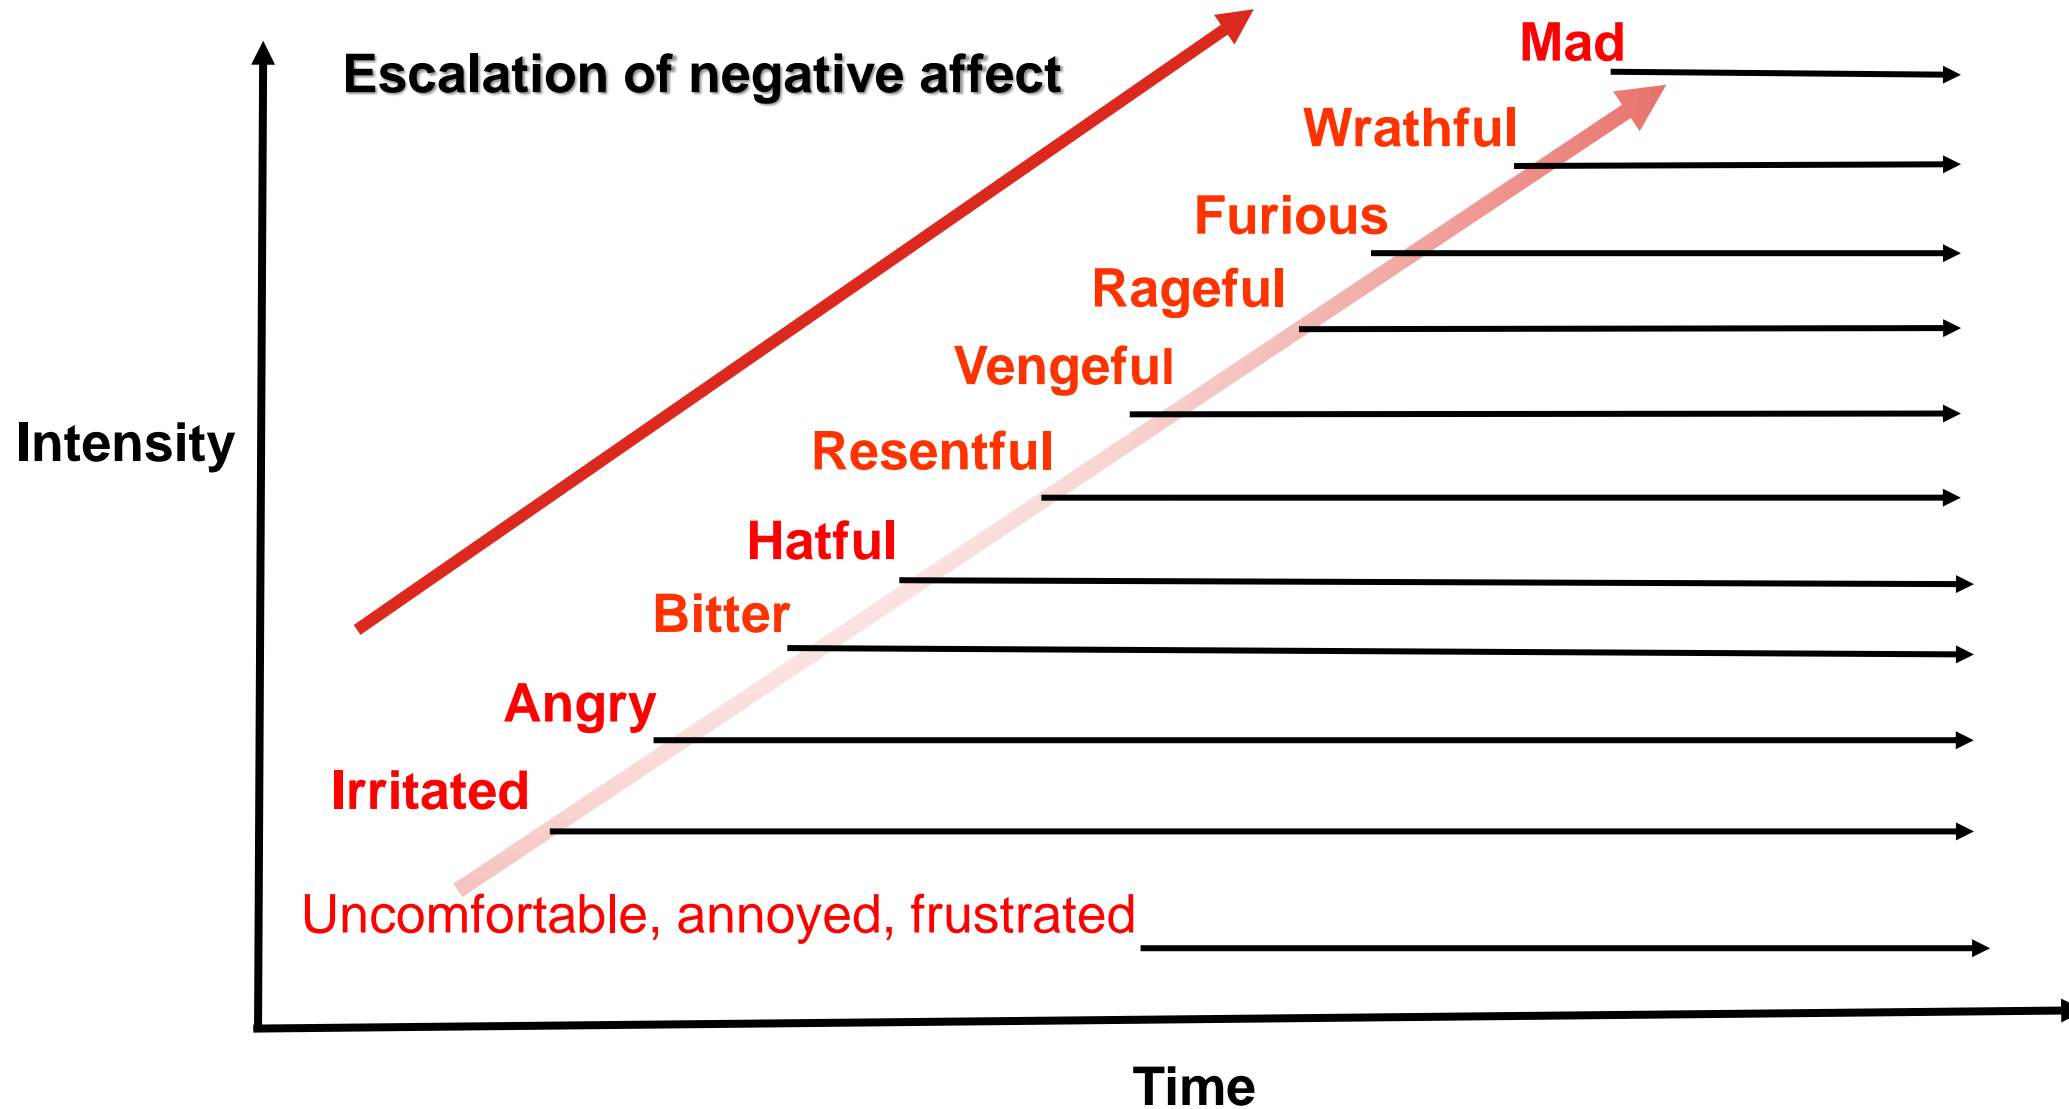 Mad
Escalation of negative affect
Wrathful
Furious
Rageful
Vengeful
Intensity
Resentful
Hatful
Bitter
Angry
Irritated
Uncomfortable, annoyed, frustrated
Time